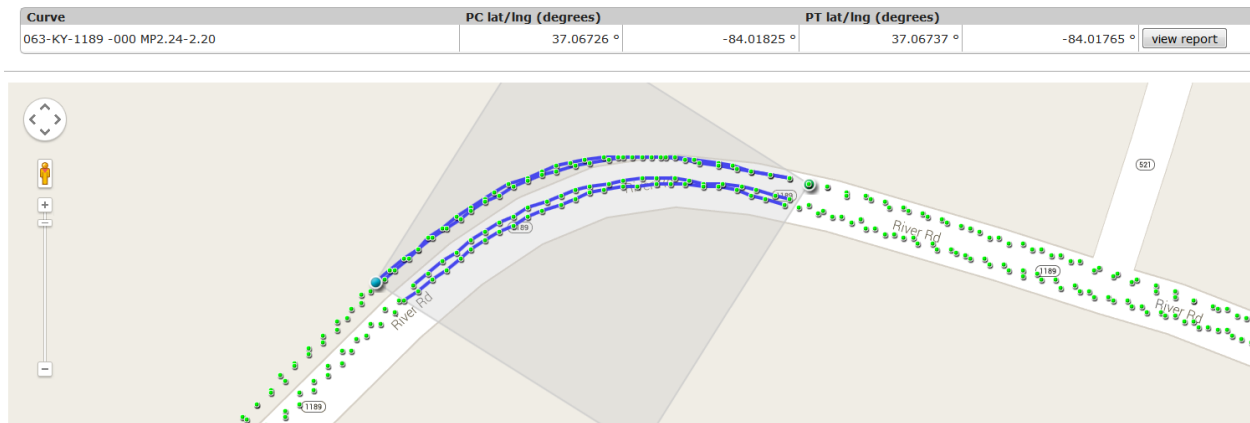 Curve PC lat/lng (degrees) PT lat/lng (degrees)
063-KY-1189 -000 MP2.24-2.20 37.06726 ° -84.01825 ° 37.06737 ° -84.01765 ° view report
521
1189
1189
River Rd
1189
River Rd
River Rd
1189